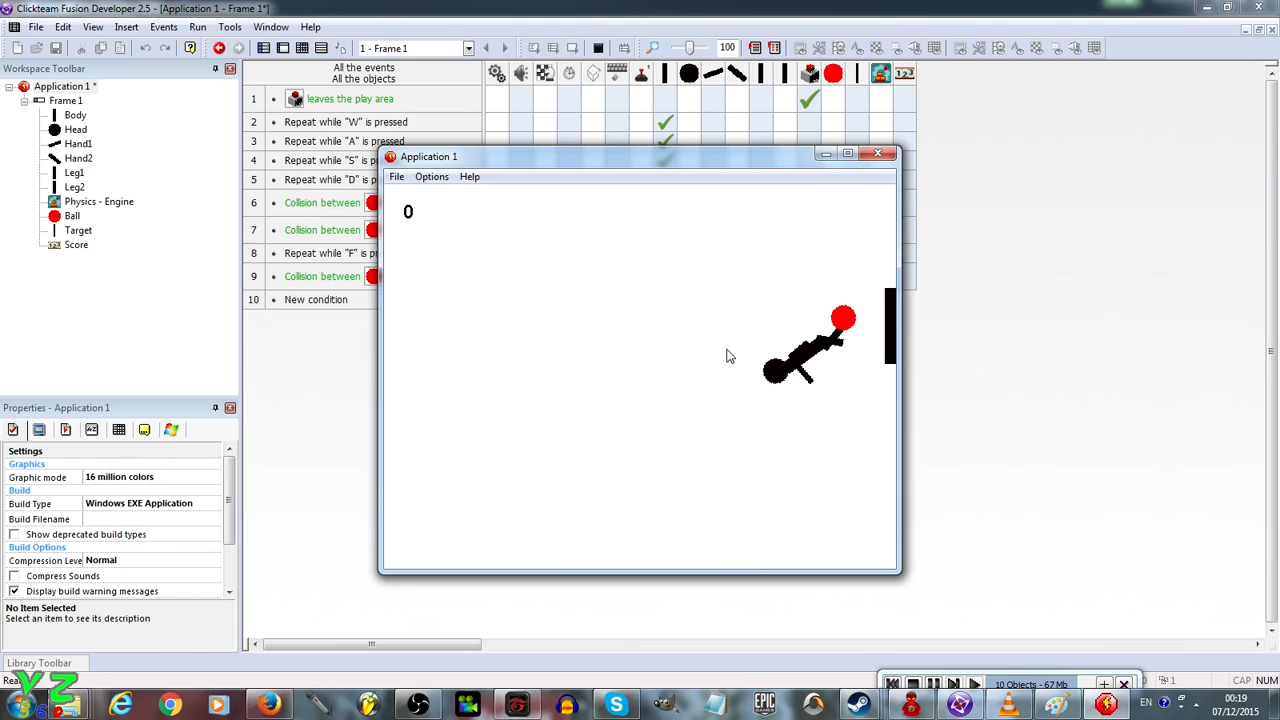 Clickteam Fusion Developer 2.5 - [Application 1 - Frame 1*]
File Edit View Insert Events Run Tools Options Window Help
1 - Frame 1
100
Workspace Toolbar
Application 1 *
Frame 1
Body
Head
Hand1
Hand2
Leg1
Leg2
Physics - Engine
Ball
Target
Score
All the events
All the objects
1 • leaves the play area
2 • Repeat while "W" is pressed
3 • Repeat while "A" is pressed
4 • Repeat while "S" is
5 • Repeat while "D" is
6 • Collision between
7 • Collision between
8 • Repeat while "F" is
9 • Collision between
10 • New condition
Application 1
File Options Help
0
Properties - Application 1
Settings
Graphics
Graphic mode 16 million colors
Build
Build Type Windows EXE Application
Build Filename
Show deprecated build types
Build Options
Compression Leve Normal
Compress Sounds
Display build warning messages
No Item Selected
Select an item to see its description
Library Toolbar
YZ
10 Objects - 67 Mb
1
CAP NUM
EPIC GAMES
EN
00:19
07/12/2015